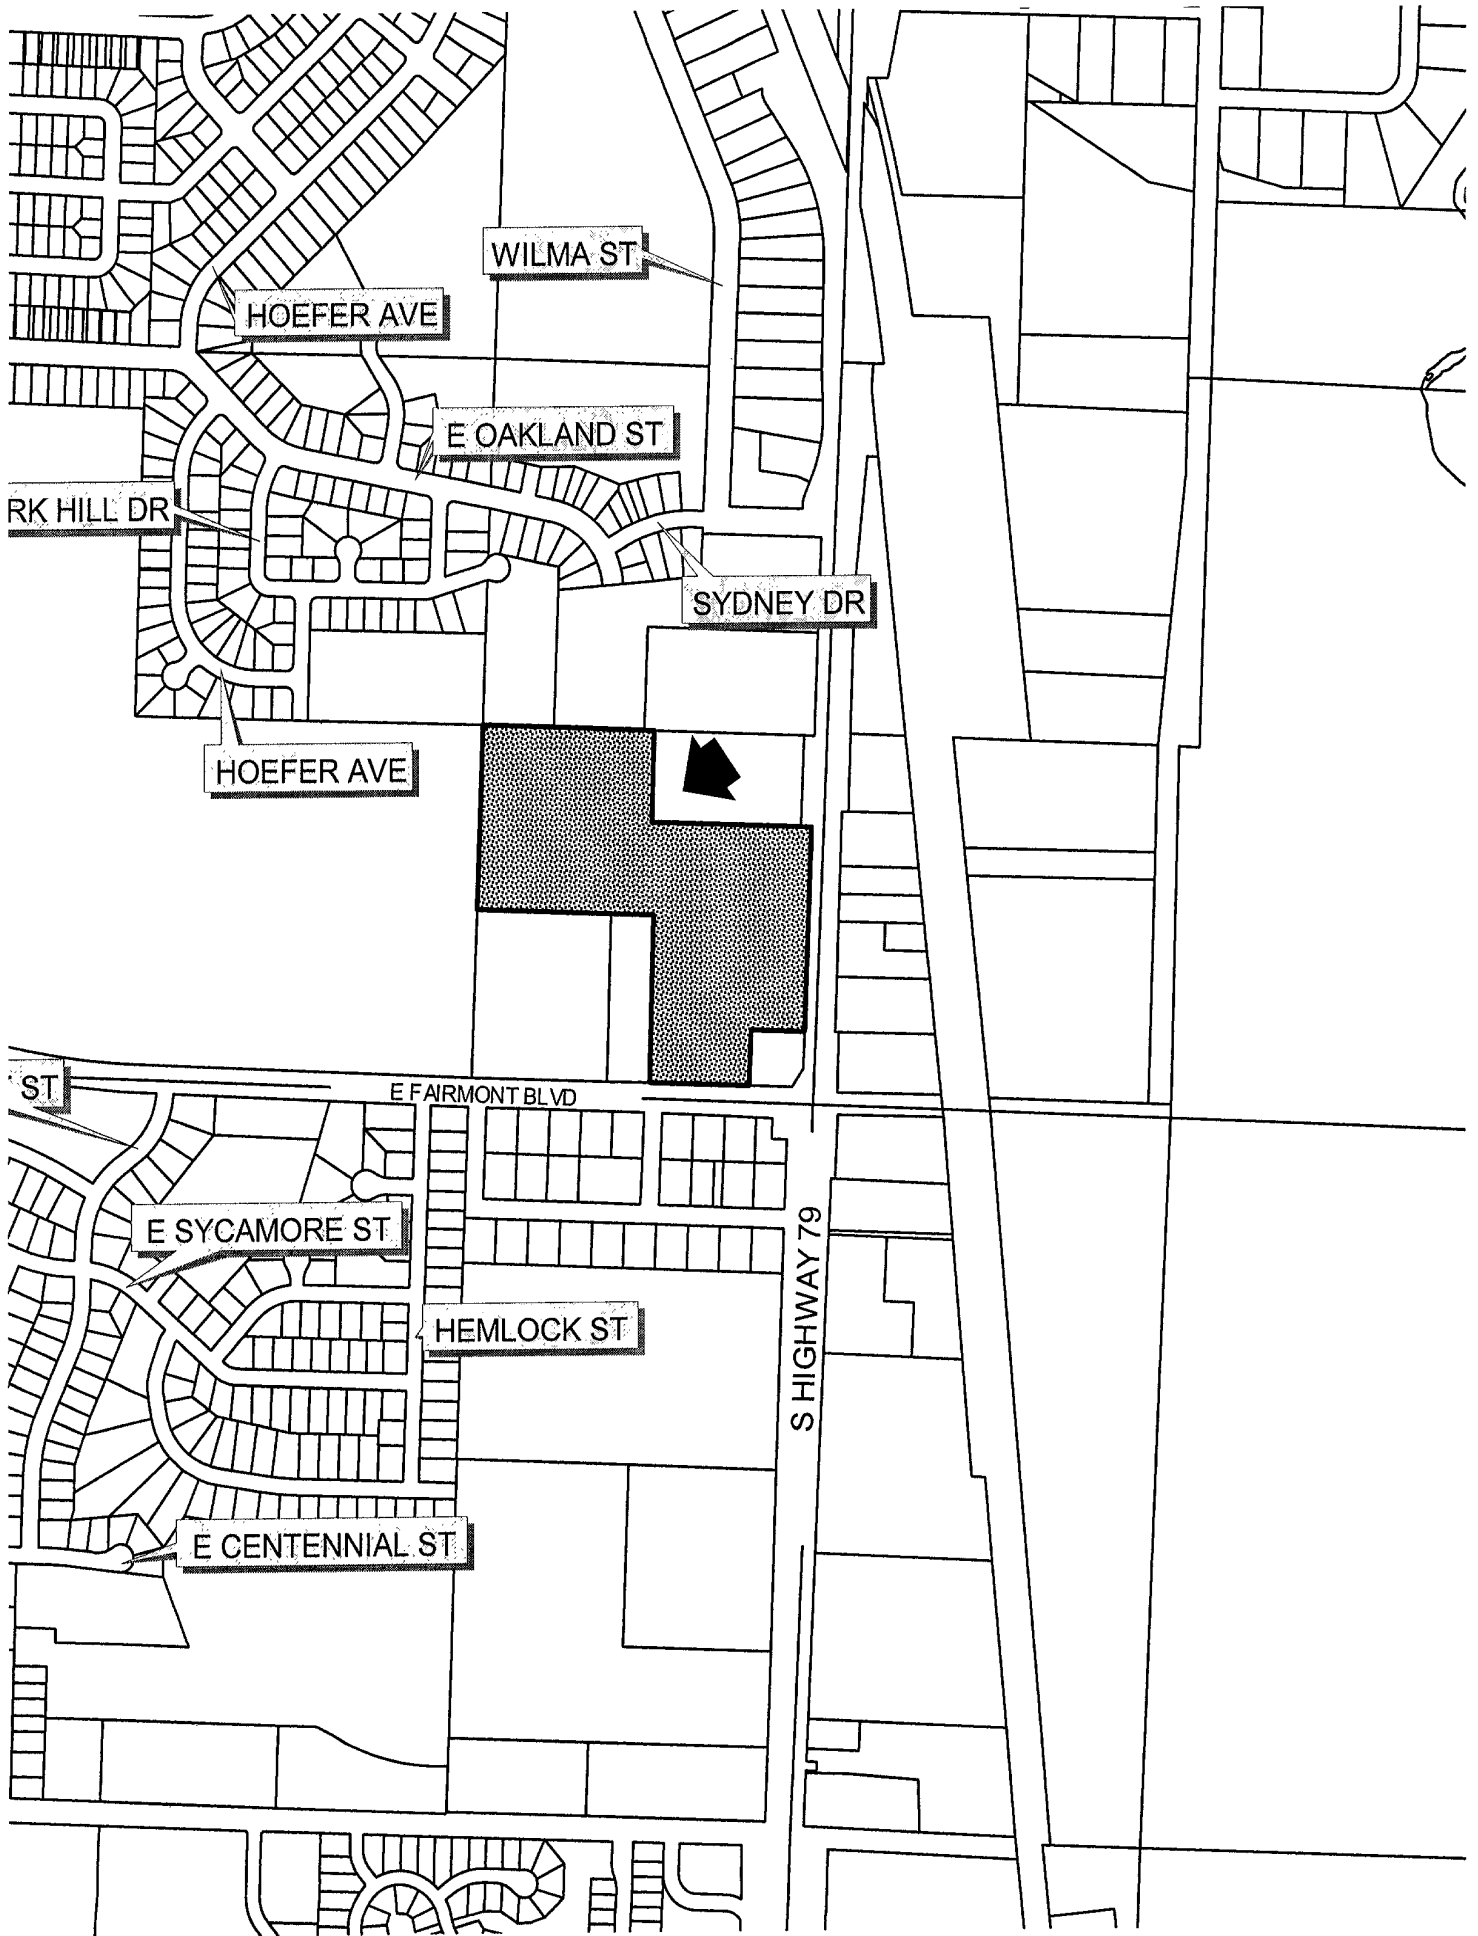 WILMA ST
HOEFER AVE
E OAKLAND ST
RK HILL DR
SYDNEY DR
HOEFER AVE
ST
E FAIRMONT BLVD
E SYCAMORE ST
S HIGHWAY 79
HEMLOCK ST
E CENTENNIAL ST